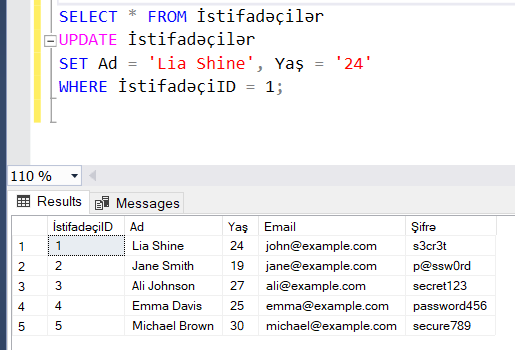 SELECT * FROM İstifadəçilər
UPDATE İstifadəçilər
SET Ad = 'Lia Shine', Yaş = '24'
WHERE İstifadəçiID = 1;
110 %
Results Messages
İstifadəçiID Ad Yaş Email Şifrə
1 1 Lia Shine 24 john@example.com s3cr3t
2 2 Jane Smith 19 jane@example.com p@ssw0rd
3 3 Ali Johnson 27 ali@example.com secret123
4 4 Emma Davis 25 emma@example.com password456
5 5 Michael Brown 30 michael@example.com secure789